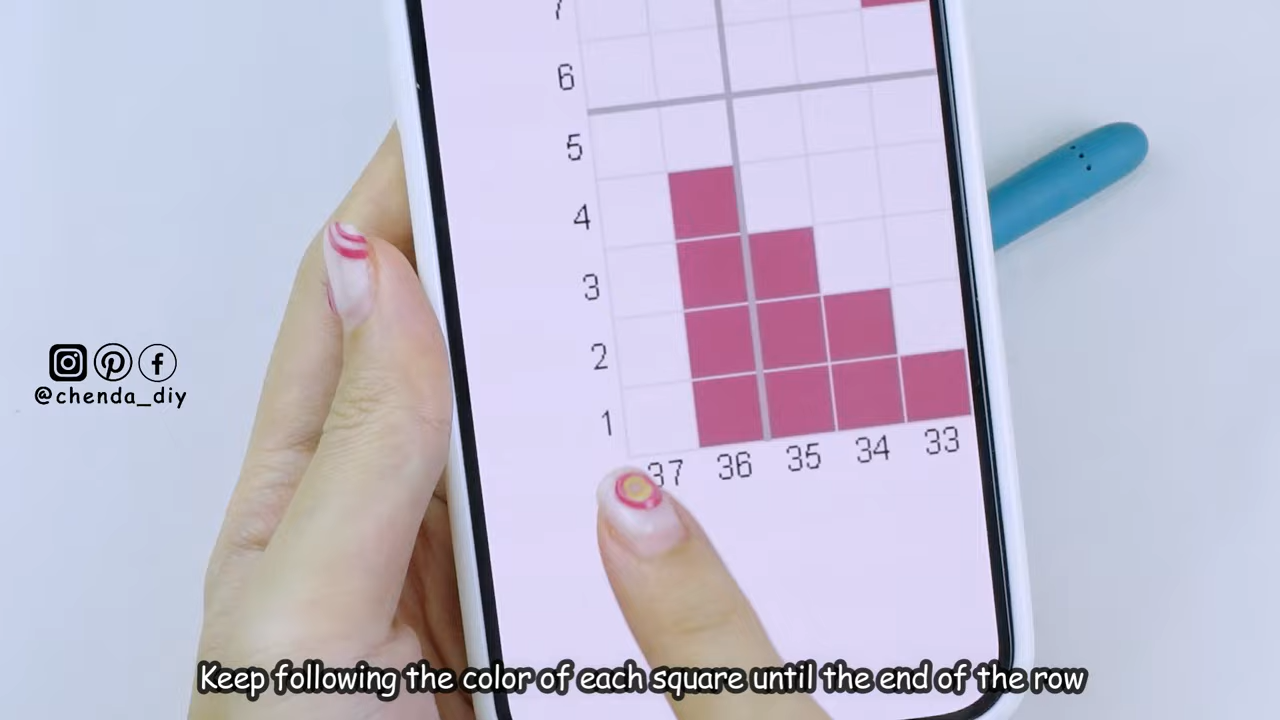 7
6
5
4
3
2
1
37 36 35 34 33
@chenda_diy
Keep following the color of each square until the end of the row